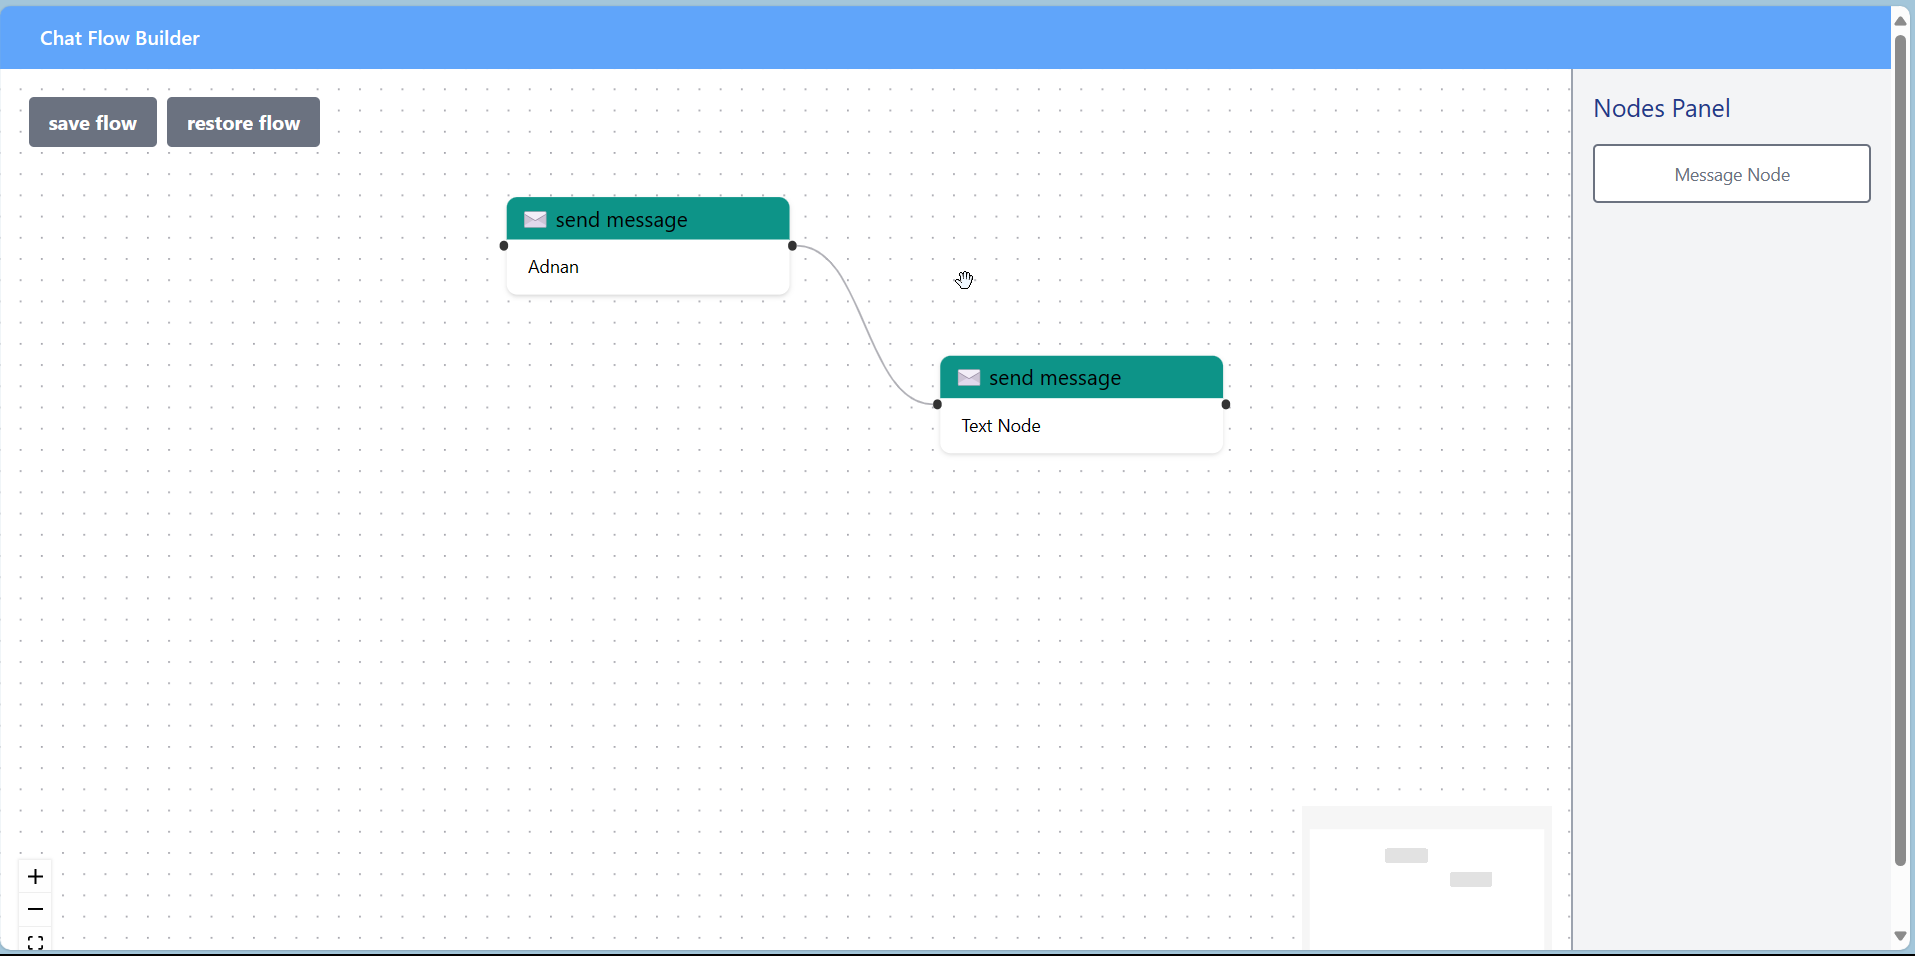 Chat Flow Builder
save flow
restore flow
Nodes Panel
Message Node
send message
Adnan
send message
Text Node